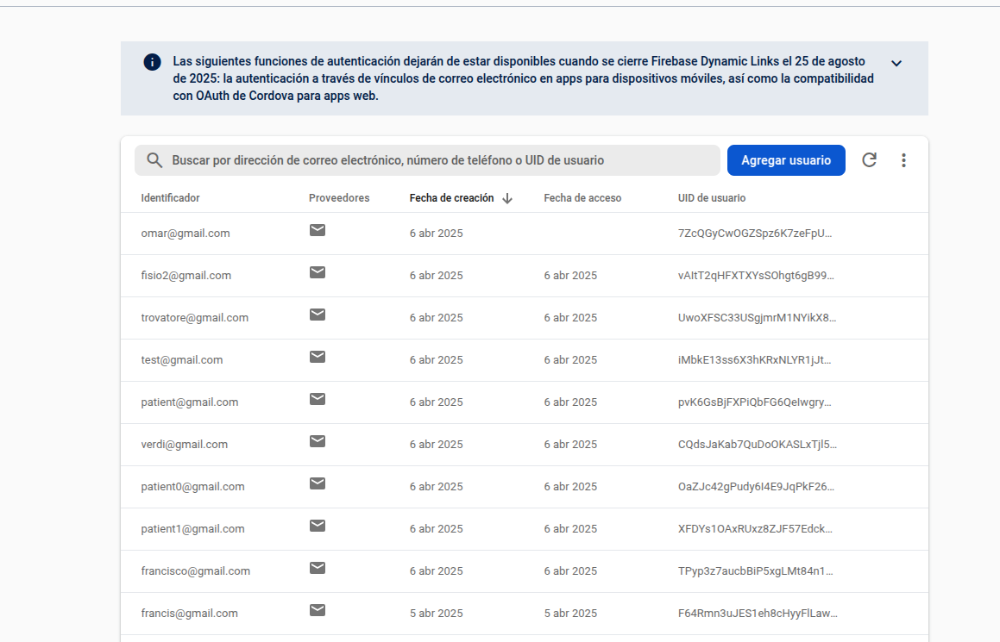 Las siguientes funciones de autenticación dejarán de estar disponibles cuando se cierre Firebase Dynamic Links el 25 de agosto
de 2025: la autenticación a través de vínculos de correo electrónico en apps para dispositivos móviles, así como la compatibilidad
con OAuth de Cordova para apps web.
Buscar por dirección de correo electrónico, número de teléfono o UID de usuario
Agregar usuario
Identificador Proveedores Fecha de creación Fecha de acceso UID de usuario
omar@gmail.com 6 abr 2025 7ZcQGyCwOGZSpz6K7zeFpU...
fisio2@gmail.com 6 abr 2025 6 abr 2025 vAItT2qHFXTXYsSOhgt6gB99...
trovatore@gmail.com 6 abr 2025 6 abr 2025 UwoXFSC33USgjmrM1NYikX8...
test@gmail.com 6 abr 2025 6 abr 2025 iMbkE13ss6X3hKRxNLYR1jJt...
patient@gmail.com 6 abr 2025 6 abr 2025 pvK6GsBjFXPiQbFG6QeIwgry...
verdi@gmail.com 6 abr 2025 6 abr 2025 CQdsJaKab7QuDoOKASLxTjl5...
patient0@gmail.com 6 abr 2025 6 abr 2025 OaZJc42gPudy6I4E9JqPkF26...
patient1@gmail.com 6 abr 2025 6 abr 2025 XFDYs1OAxRUxz8ZJF57Edck...
francisco@gmail.com 6 abr 2025 6 abr 2025 TPyp3z7aucbBiP5xgLMt84n1...
francis@gmail.com 5 abr 2025 5 abr 2025 F64Rmn3uJES1eh8cHyyFlLaw...